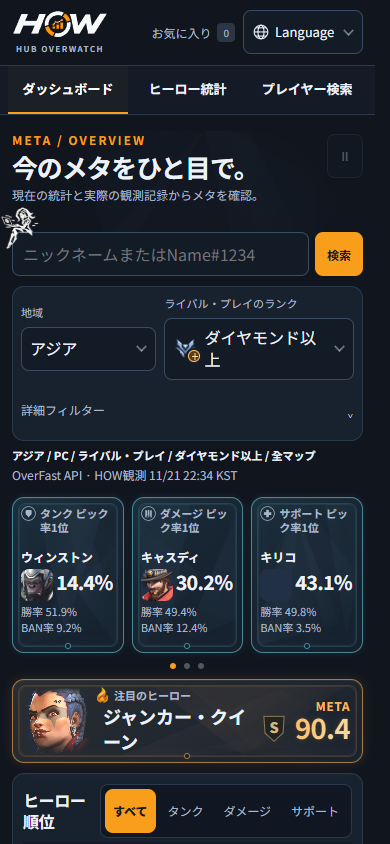 HOW
HUB OVERWATCH
お気に入り 0
Language
ダッシュボード ヒーロー統計 プレイヤー検索
META / OVERVIEW
今のメタをひと目で。
現在の統計と実際の観測記録からメタを確認。
ニックネームまたはName#1234
検索
地域
アジア
ライバル・プレイのランク
ダイヤモンド以
上
詳細フィルター
アジア / PC / ライバル・プレイ / ダイヤモンド以上 / 全マップ
OverFast API · HOW観測 11/21 22:34 KST
タンク ピック
率1位
ウィンストン
14.4%
勝率 51.9%
BAN率 9.2%
ダメージ ピッ
ク率1位
キャスディ
30.2%
勝率 49.4%
BAN率 12.4%
サポート ピッ
ク率1位
キリコ
43.1%
勝率 49.8%
BAN率 3.5%
注目のヒーロー
ジャンカー・クイ
ーン
S
META
90.4
ヒーロー
順位
すべて タンク ダメージ サポート